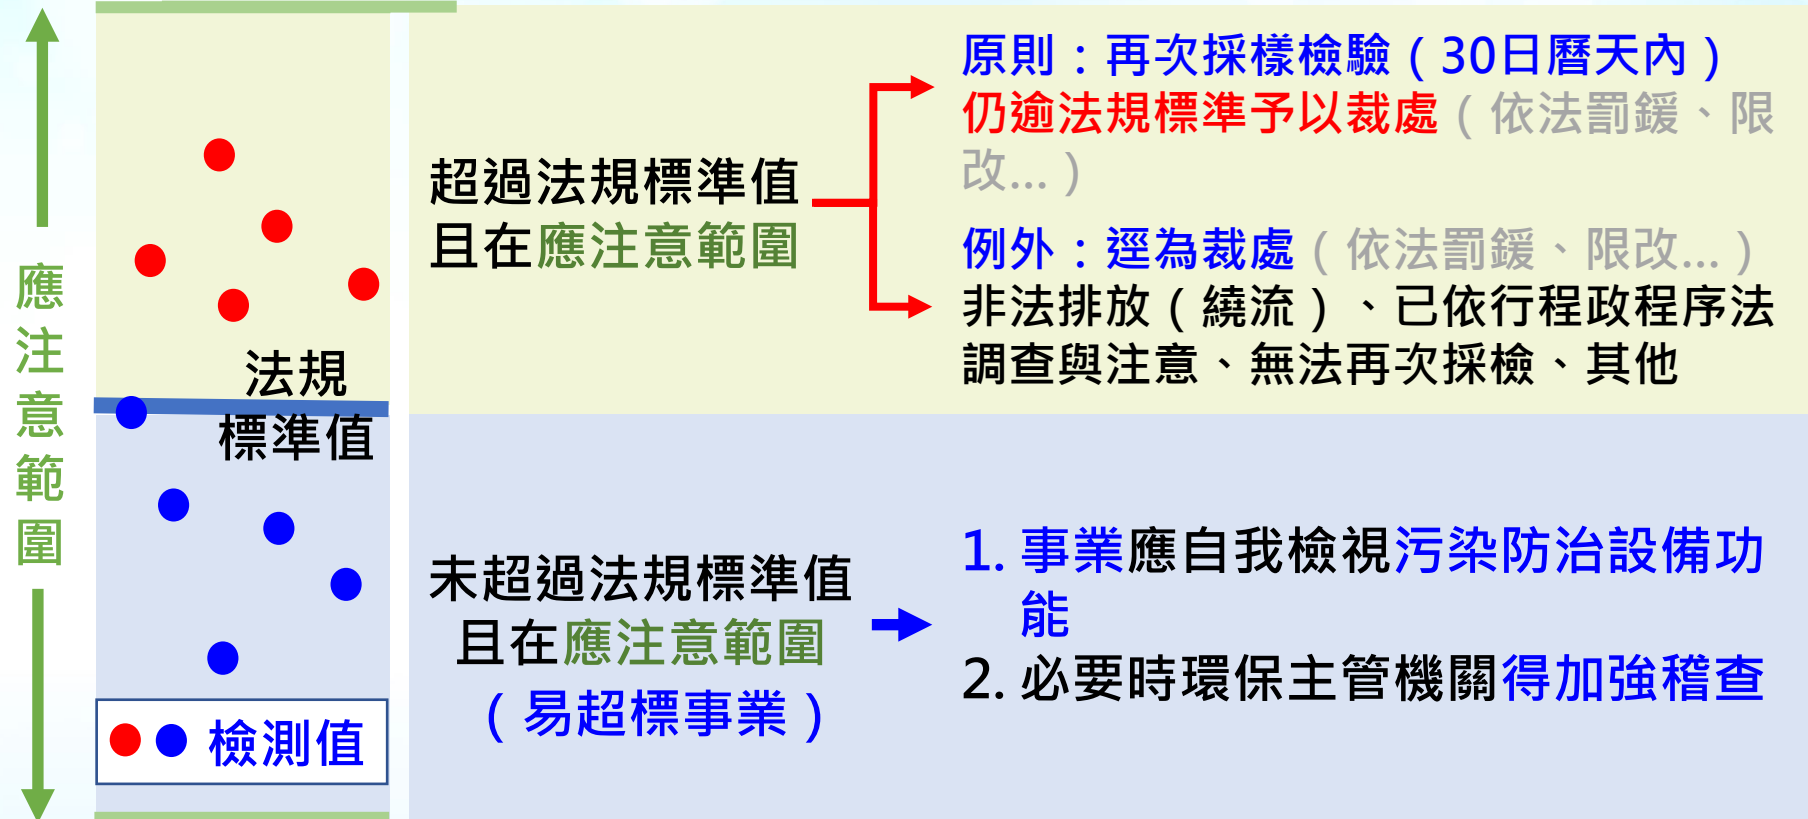 應注意範圍
法規
標準值
檢測值
超過法規標準值
且在應注意範圍
原則：再次採樣檢驗（30日曆天內）
仍逾法規標準予以裁處（依法罰鍰、限
改...）
例外：逕為裁處（依法罰鍰、限改...）
非法排放（繞流）、已依行程政程序法
調查與注意、無法再次採檢、其他
未超過法規標準值
且在應注意範圍
（易超標事業）
1. 事業應自我檢視污染防治設備功
能
2. 必要時環保主管機關得加強稽查